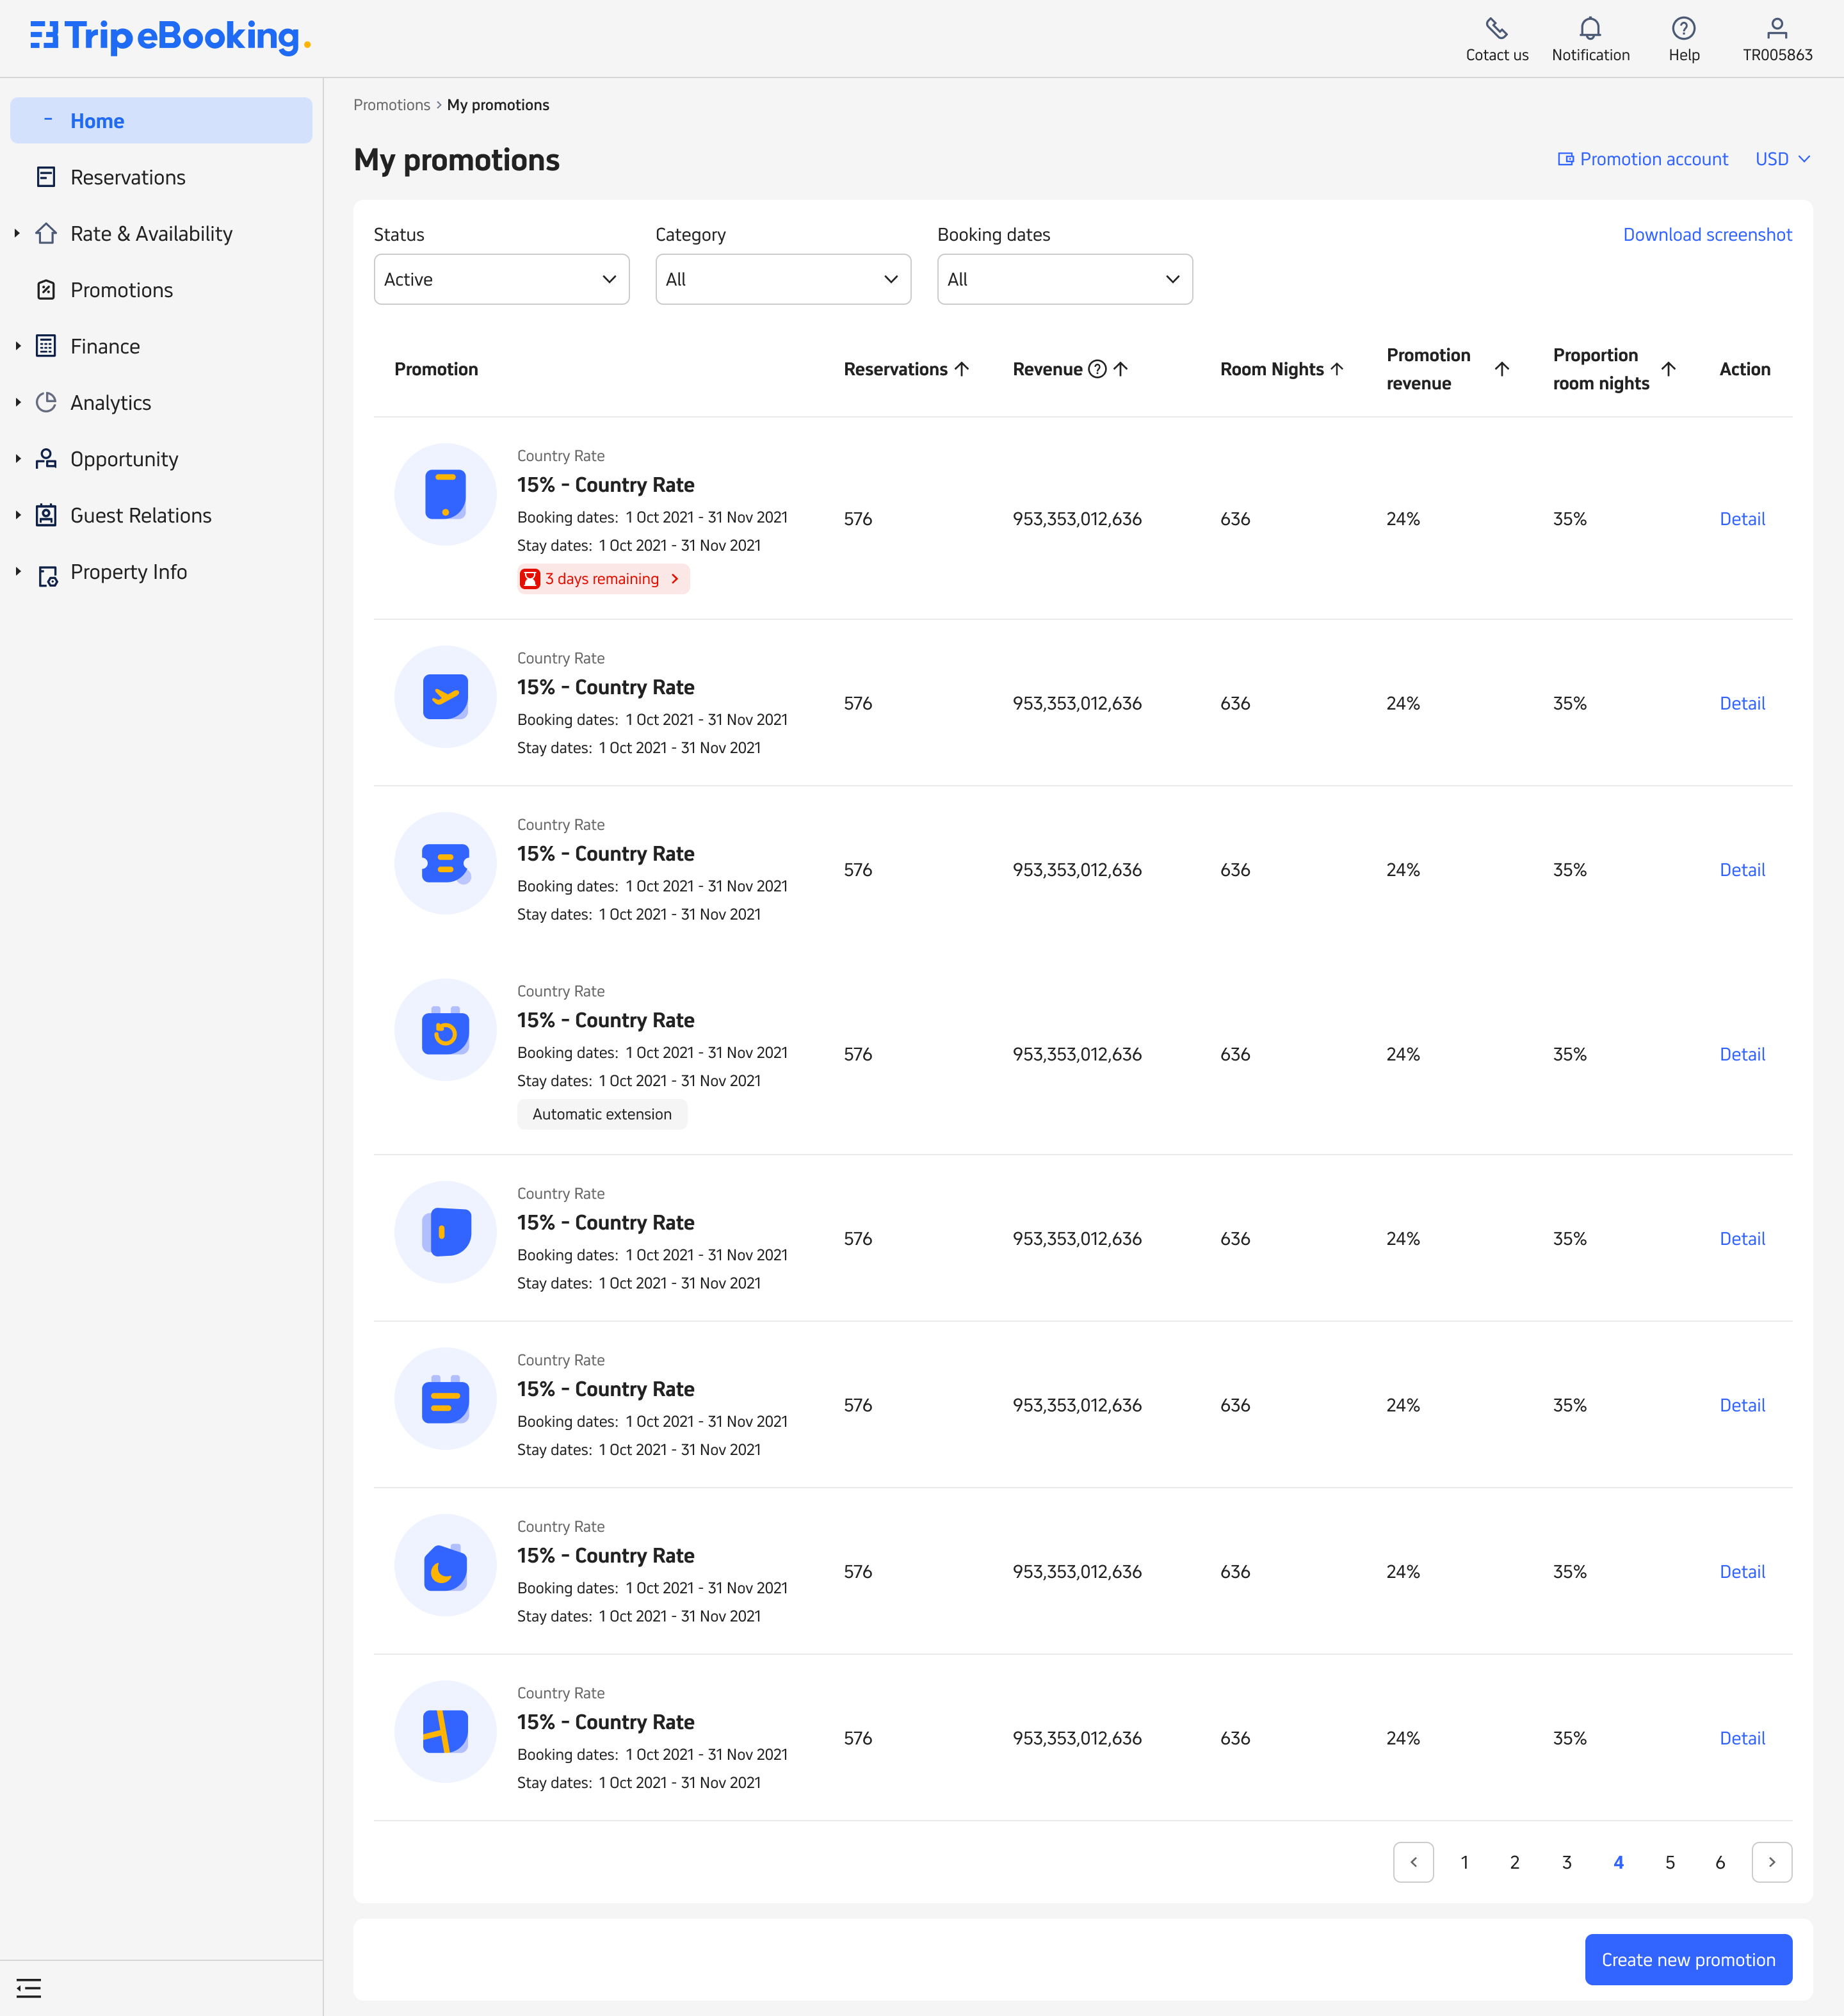 Trip eBooking.
Cotact us
Notification
Help
TR005863
Home
Reservations
Rate & Availability
Promotions
Finance
Analytics
Opportunity
Guest Relations
Property Info
Promotions > My promotions
My promotions
Promotion account
USD
Status
Category
Booking dates
Download screenshot
Active
All
All
Promotion
Reservations
Revenue
Room Nights
Promotion
revenue
Proportion
room nights
Action
Country Rate
15% - Country Rate
Booking dates: 1 Oct 2021 - 31 Nov 2021
Stay dates: 1 Oct 2021 - 31 Nov 2021
3 days remaining
576
953,353,012,636
636
24%
35%
Detail
Country Rate
15% - Country Rate
Booking dates: 1 Oct 2021 - 31 Nov 2021
Stay dates: 1 Oct 2021 - 31 Nov 2021
576
953,353,012,636
636
24%
35%
Detail
Country Rate
15% - Country Rate
Booking dates: 1 Oct 2021 - 31 Nov 2021
Stay dates: 1 Oct 2021 - 31 Nov 2021
576
953,353,012,636
636
24%
35%
Detail
Country Rate
15% - Country Rate
Booking dates: 1 Oct 2021 - 31 Nov 2021
Stay dates: 1 Oct 2021 - 31 Nov 2021
Automatic extension
576
953,353,012,636
636
24%
35%
Detail
Country Rate
15% - Country Rate
Booking dates: 1 Oct 2021 - 31 Nov 2021
Stay dates: 1 Oct 2021 - 31 Nov 2021
576
953,353,012,636
636
24%
35%
Detail
Country Rate
15% - Country Rate
Booking dates: 1 Oct 2021 - 31 Nov 2021
Stay dates: 1 Oct 2021 - 31 Nov 2021
576
953,353,012,636
636
24%
35%
Detail
Country Rate
15% - Country Rate
Booking dates: 1 Oct 2021 - 31 Nov 2021
Stay dates: 1 Oct 2021 - 31 Nov 2021
576
953,353,012,636
636
24%
35%
Detail
Country Rate
15% - Country Rate
Booking dates: 1 Oct 2021 - 31 Nov 2021
Stay dates: 1 Oct 2021 - 31 Nov 2021
576
953,353,012,636
636
24%
35%
Detail
1 2 3 4 5 6
Create new promotion